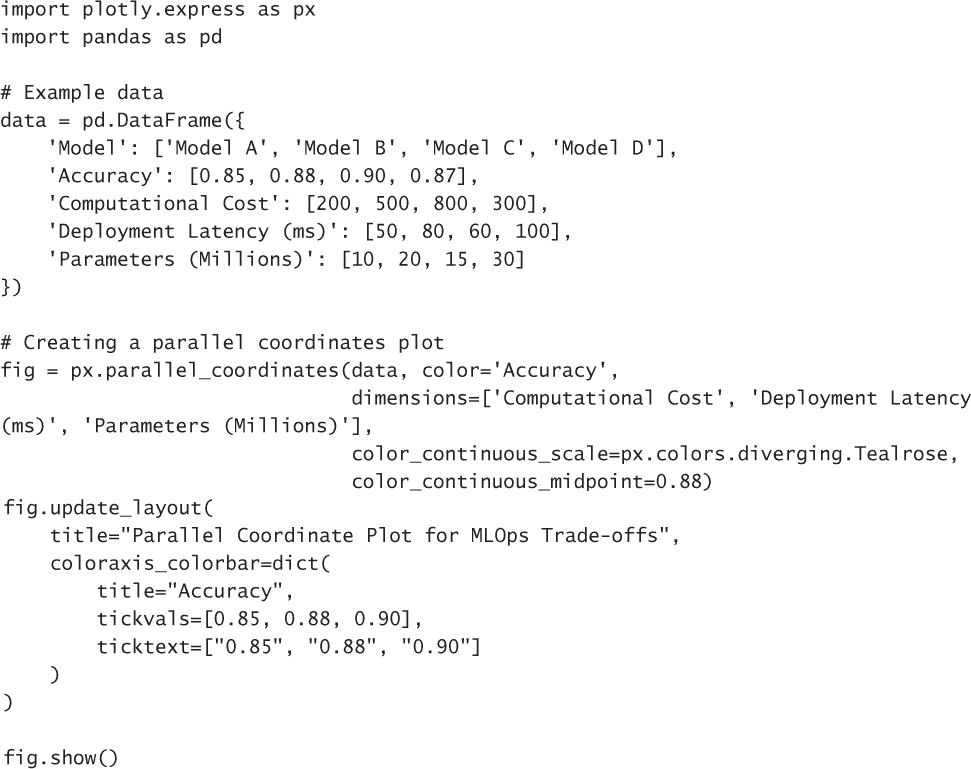 import plotly.express as px
import pandas as pd

# Example data
data = pd.DataFrame({
    'Model': ['Model A', 'Model B', 'Model C', 'Model D'],
    'Accuracy': [0.85, 0.88, 0.90, 0.87],
    'Computational Cost': [200, 500, 800, 300],
    'Deployment Latency (ms)': [50, 80, 60, 100],
    'Parameters (Millions)': [10, 20, 15, 30]
})

# Creating a parallel coordinates plot
fig = px.parallel_coordinates(data, color='Accuracy',
                              dimensions=['Computational Cost', 'Deployment Latency
(ms)', 'Parameters (Millions)'],
                              color_continuous_scale=px.colors.diverging.Tealrose,
                              color_continuous_midpoint=0.88)
fig.update_layout(
    title="Parallel Coordinate Plot for MLOps Trade-offs",
    coloraxis_colorbar=dict(
        title="Accuracy",
        tickvals=[0.85, 0.88, 0.90],
        ticktext=["0.85", "0.88", "0.90"]
    )
)

fig.show()